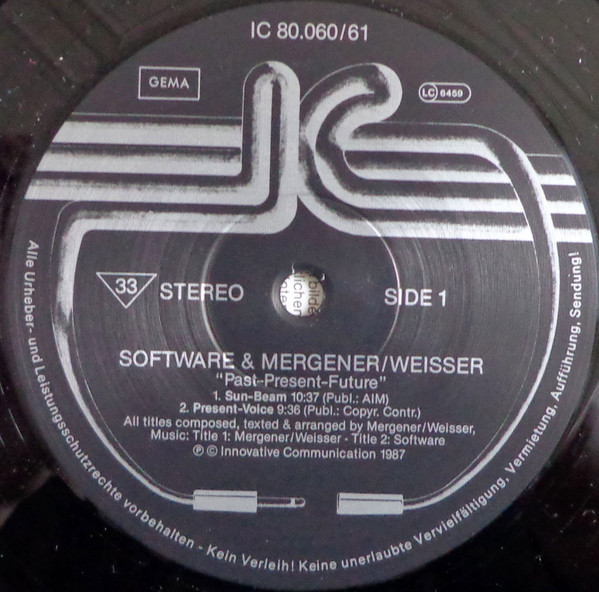 IC 80.060/61
GEMA
LC 6459
IC
33 STEREO
SIDE 1
SOFTWARE & MERGENER/WEISSER
"Past-Present-Future"
1. Sun-Beam 10:37 (Publ.: AIM)
2. Present-Voice 9:36 (Publ.: Copyr. Contr.)
All titles composed, texted & arranged by Mergener/Weisser,
Music: Title 1: Mergener/Weisser - Title 2: Software
℗ © Innovative Communication 1987
Alle Urheber- und Leistungsschutzrechte vorbehalten - Kein Verleih! Keine unerlaubte Vervielfältigung, Vermietung, Aufführung, Sendung!